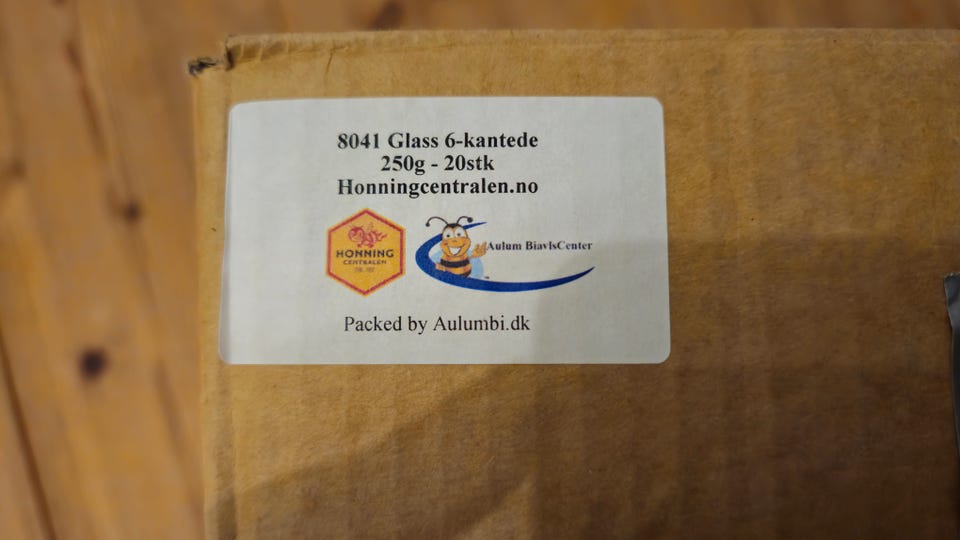 8041 Glass 6-kantede
250g - 20stk
Honningcentralen.no
HONNING
CENTRALEN
Aulum BiavlsCenter
Packed by Aulumbi.dk